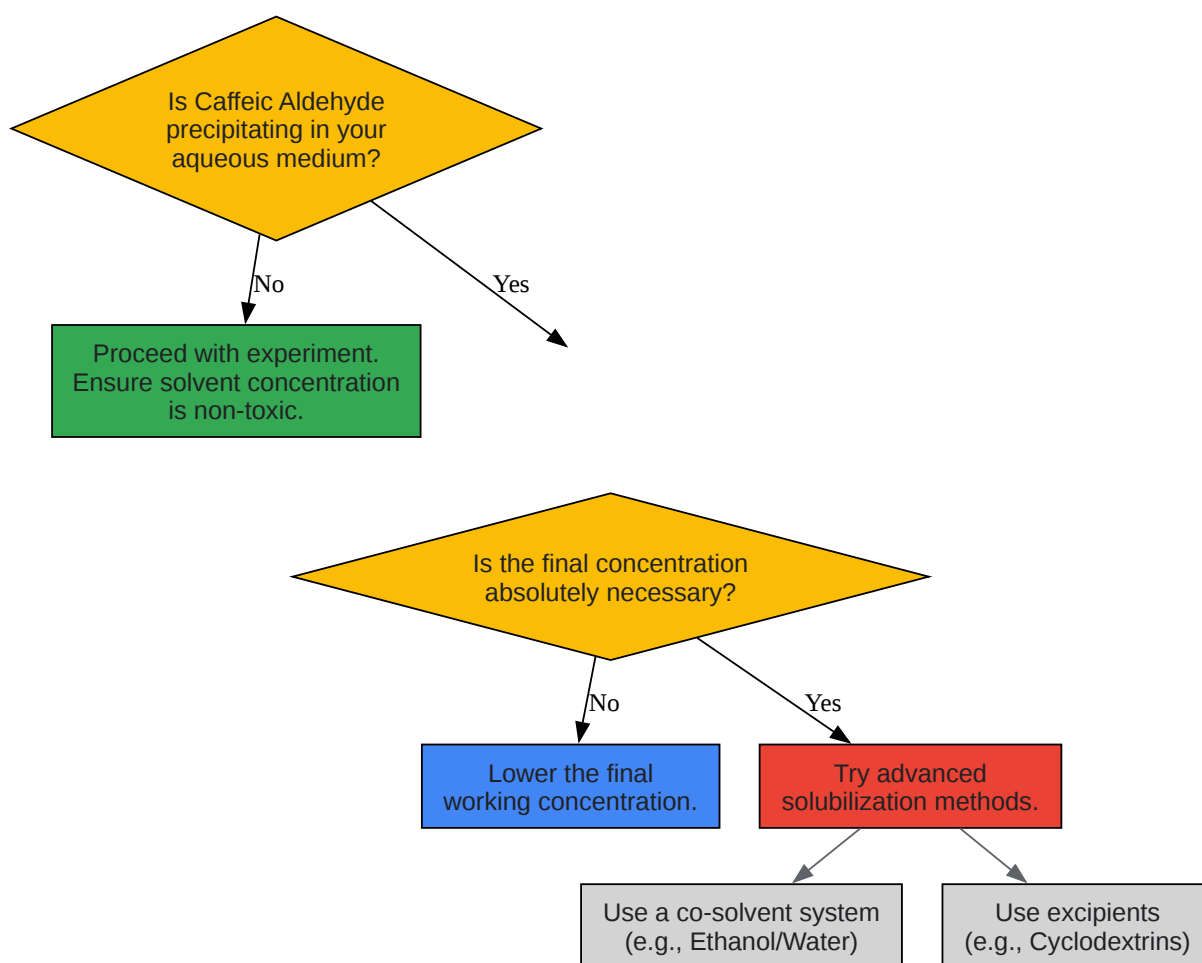 Is Caffeic Aldehyde
precipitating in your
aqueous medium?
No
Yes
Proceed with experiment.
Ensure solvent concentration
is non-toxic.
Is the final concentration
absolutely necessary?
No
Yes
Lower the final
working concentration.
Try advanced
solubilization methods.
Use a co-solvent system
(e.g., Ethanol/Water)
Use excipients
(e.g., Cyclodextrins)